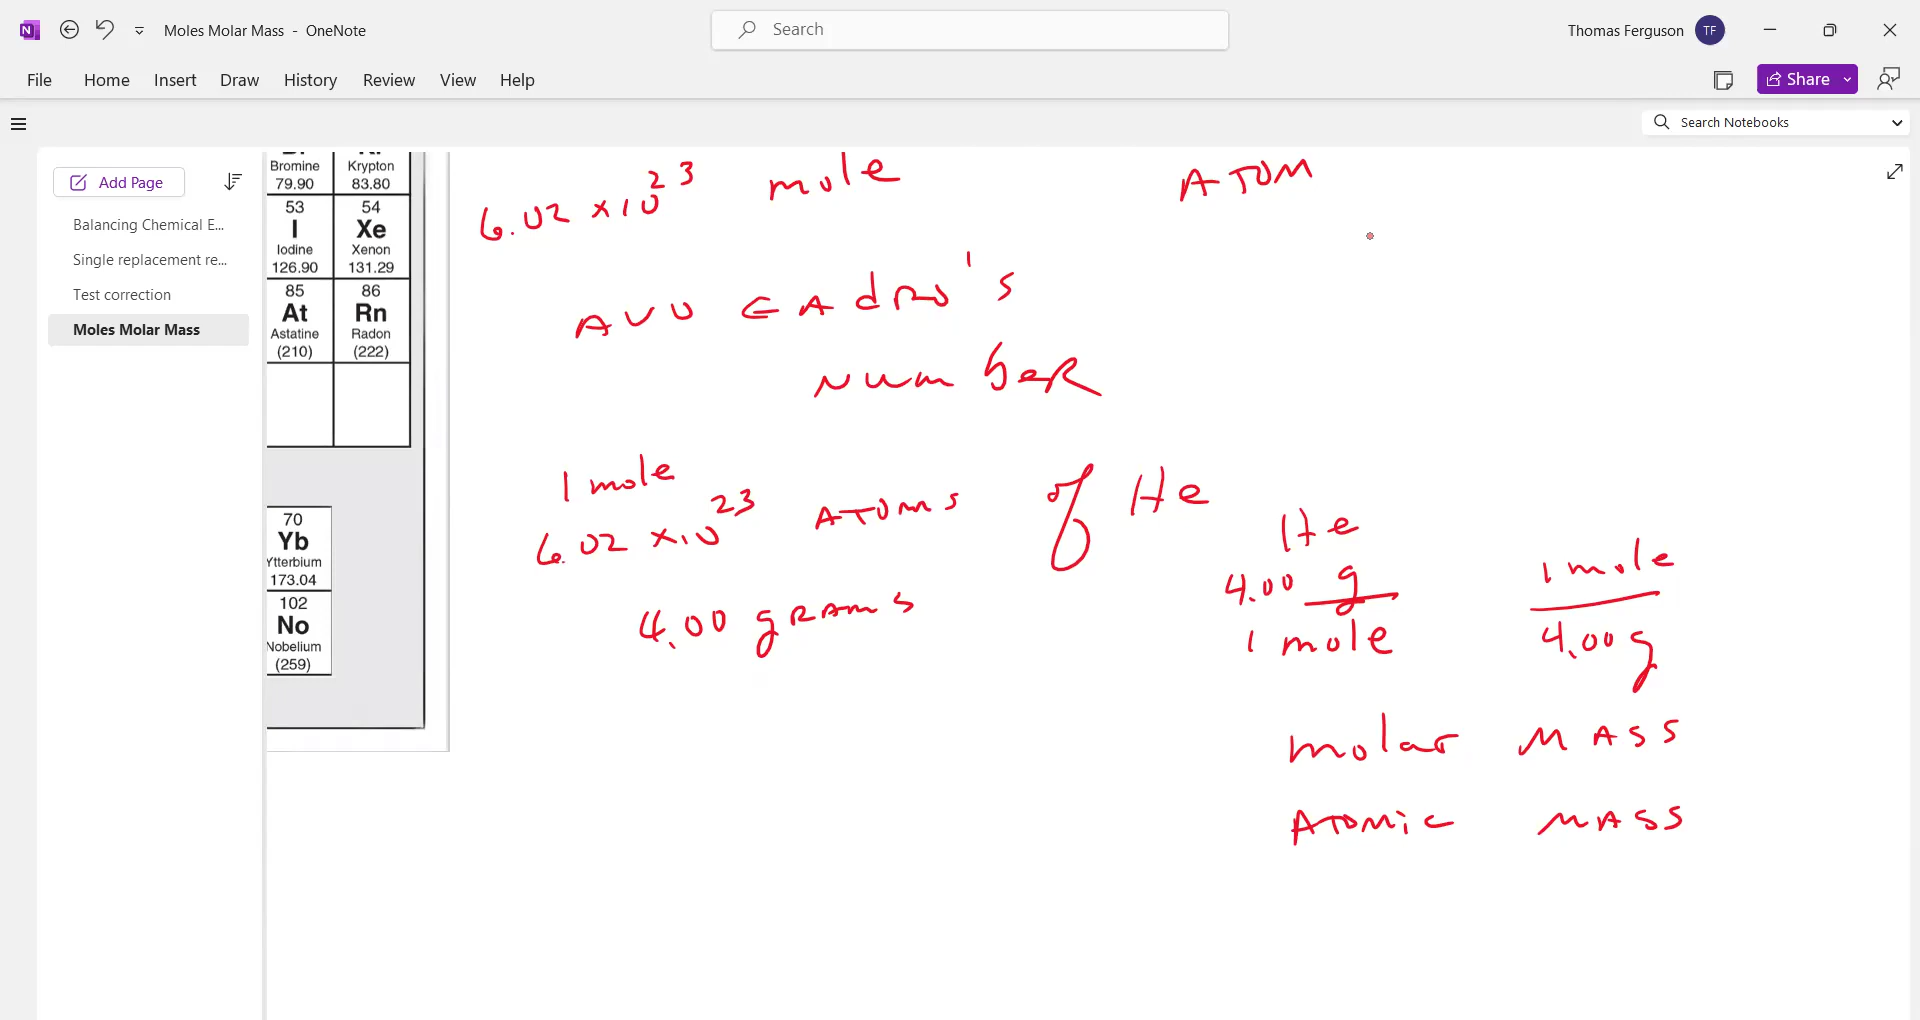 Moles Molar Mass - OneNote
Search
Thomas Ferguson TF
File Home Insert Draw History Review View Help
Share
Search Notebooks
Add Page
Balancing Chemical E...
Single replacement re...
Test correction
Moles Molar Mass
Bromine Krypton
79.90 83.80
53 54
I Xe
Iodine Xenon
126.90 131.29
85 86
At Rn
Astatine Radon
(210) (222)
70
Yb
Ytterbium
173.04
102
No
Nobelium
(259)
6.02 x10^23 mole ATOM
AVOGAdRO's
NumbeR
1 mole
6.02 x10^23 ATOMS of He
4.00 gRAMS
He
4.00 g
1 mole
1 mole
4.00g
molar MASS
ATOMiC MASS